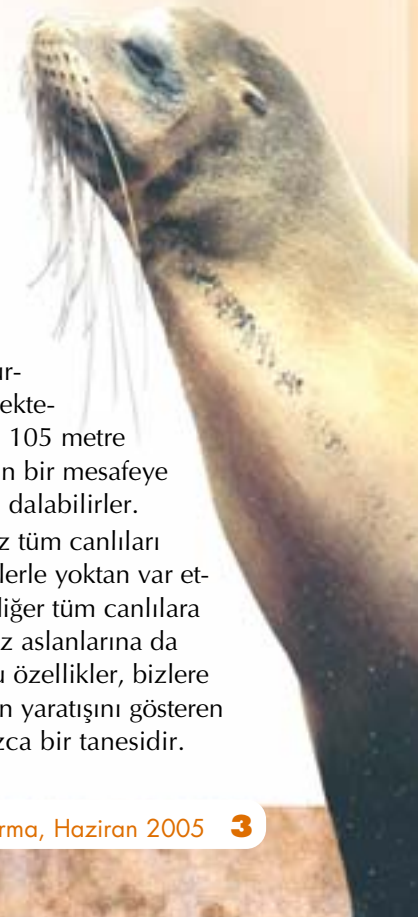 ır-
ekte-
105 metre
n bir mesafeye
dalabilirler.
z tüm canlıları
lerle yoktan var et-
diğer tüm canlılara
z aslanlarına da
u özellikler, bizlere
n yaratışını gösteren
zca bir tanesidir.
rma, Haziran 2005 3